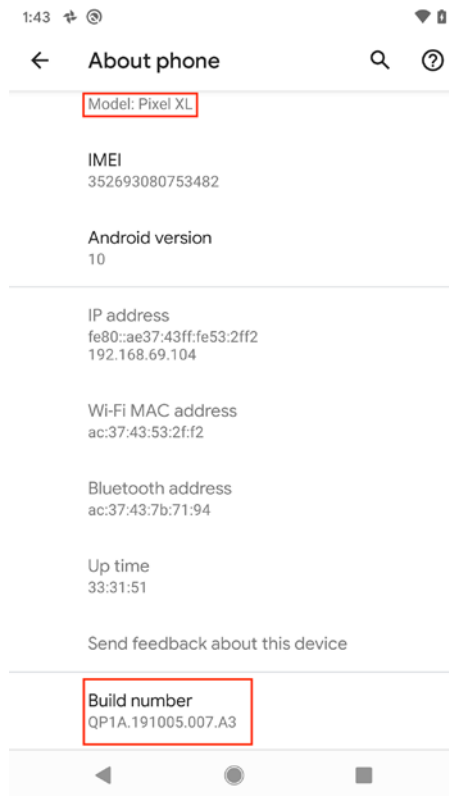 1:43
About phone
Model: Pixel XL
IMEI
352693080753482
Android version
10
IP address
fe80::ae37:43ff:fe53:2ff2
192.168.69.104
Wi-Fi MAC address
ac:37:43:53:2f:f2
Bluetooth address
ac:37:43:7b:71:94
Up time
33:31:51
Send feedback about this device
Build number
QP1A.191005.007.A3